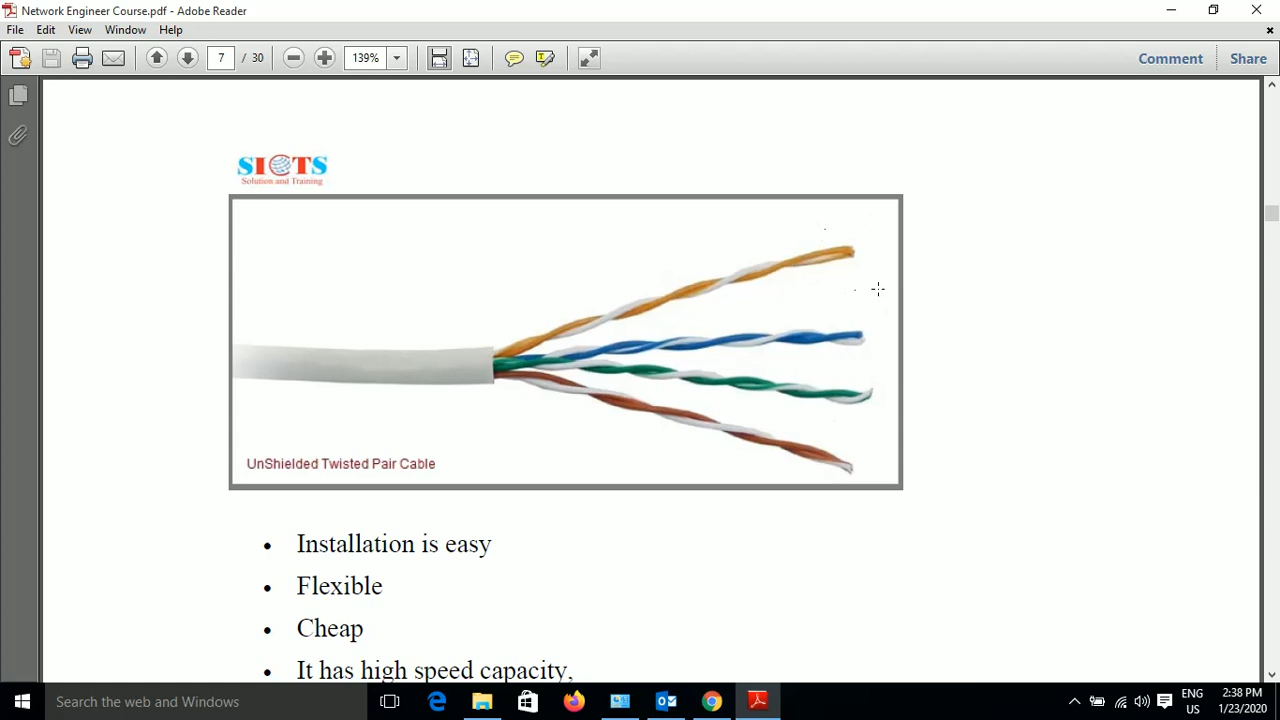 Network Engineer Course.pdf - Adobe Reader
File Edit View Window Help
7 / 30 139% Comment Share
SICTS
Solution and Training
UnShielded Twisted Pair Cable
• Installation is easy
• Flexible
• Cheap
• It has high speed capacity,
Search the web and Windows
ENG 2:38 PM
US 1/23/2020